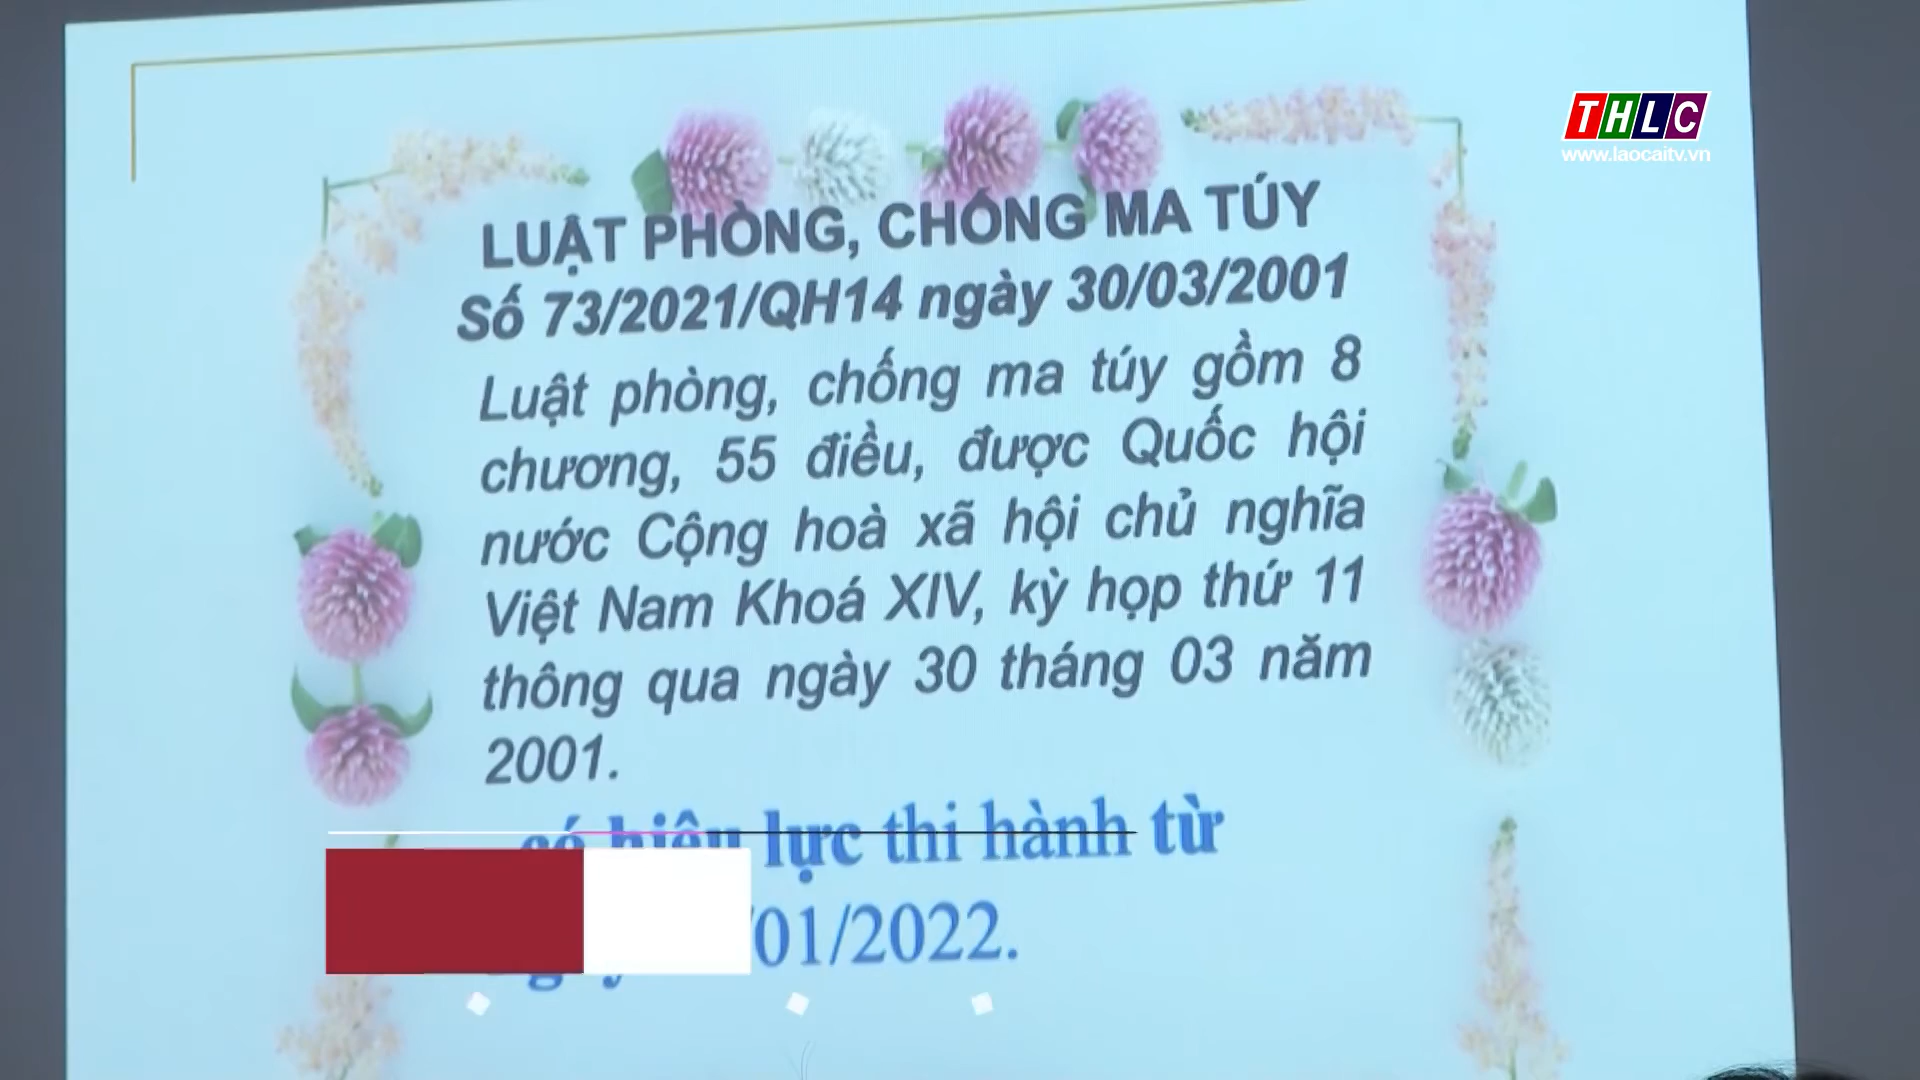 THLC
www.laocaitv.vn
LUẬT PHÒNG, CHỐNG MA TÚY
Số 73/2021/QH14 ngày 30/03/2001
Luật phòng, chống ma túy gồm 8
chương, 55 điều, được Quốc hội
nước Cộng hoà xã hội chủ nghĩa
Việt Nam Khoá XIV, kỳ họp thứ 11
thông qua ngày 30 tháng 03 năm
2001.
có hiệu lực thi hành từ
/01/2022.